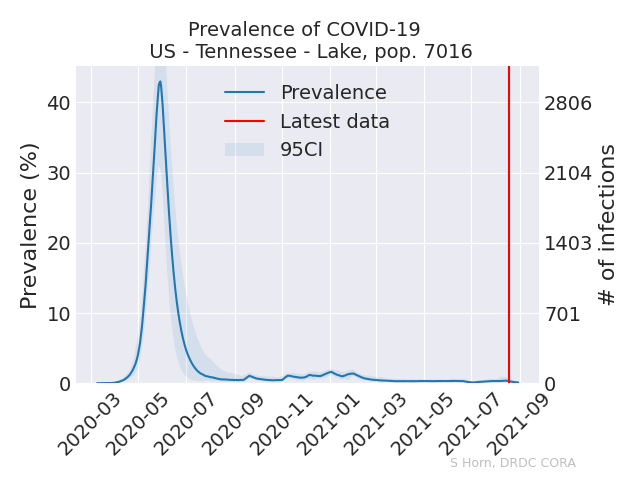 Prevalence of COVID-19
US - Tennessee - Lake, pop. 7016
Prevalence
Latest data
95CI
Prevalence (%)
40
30
20
10
0
# of infections
2806
2104
1403
701
0
2020-03
2020-05
2020-07
2020-09
2020-11
2021-01
2021-03
2021-05
2021-07
2021-09
S Horn, DRDC CORA